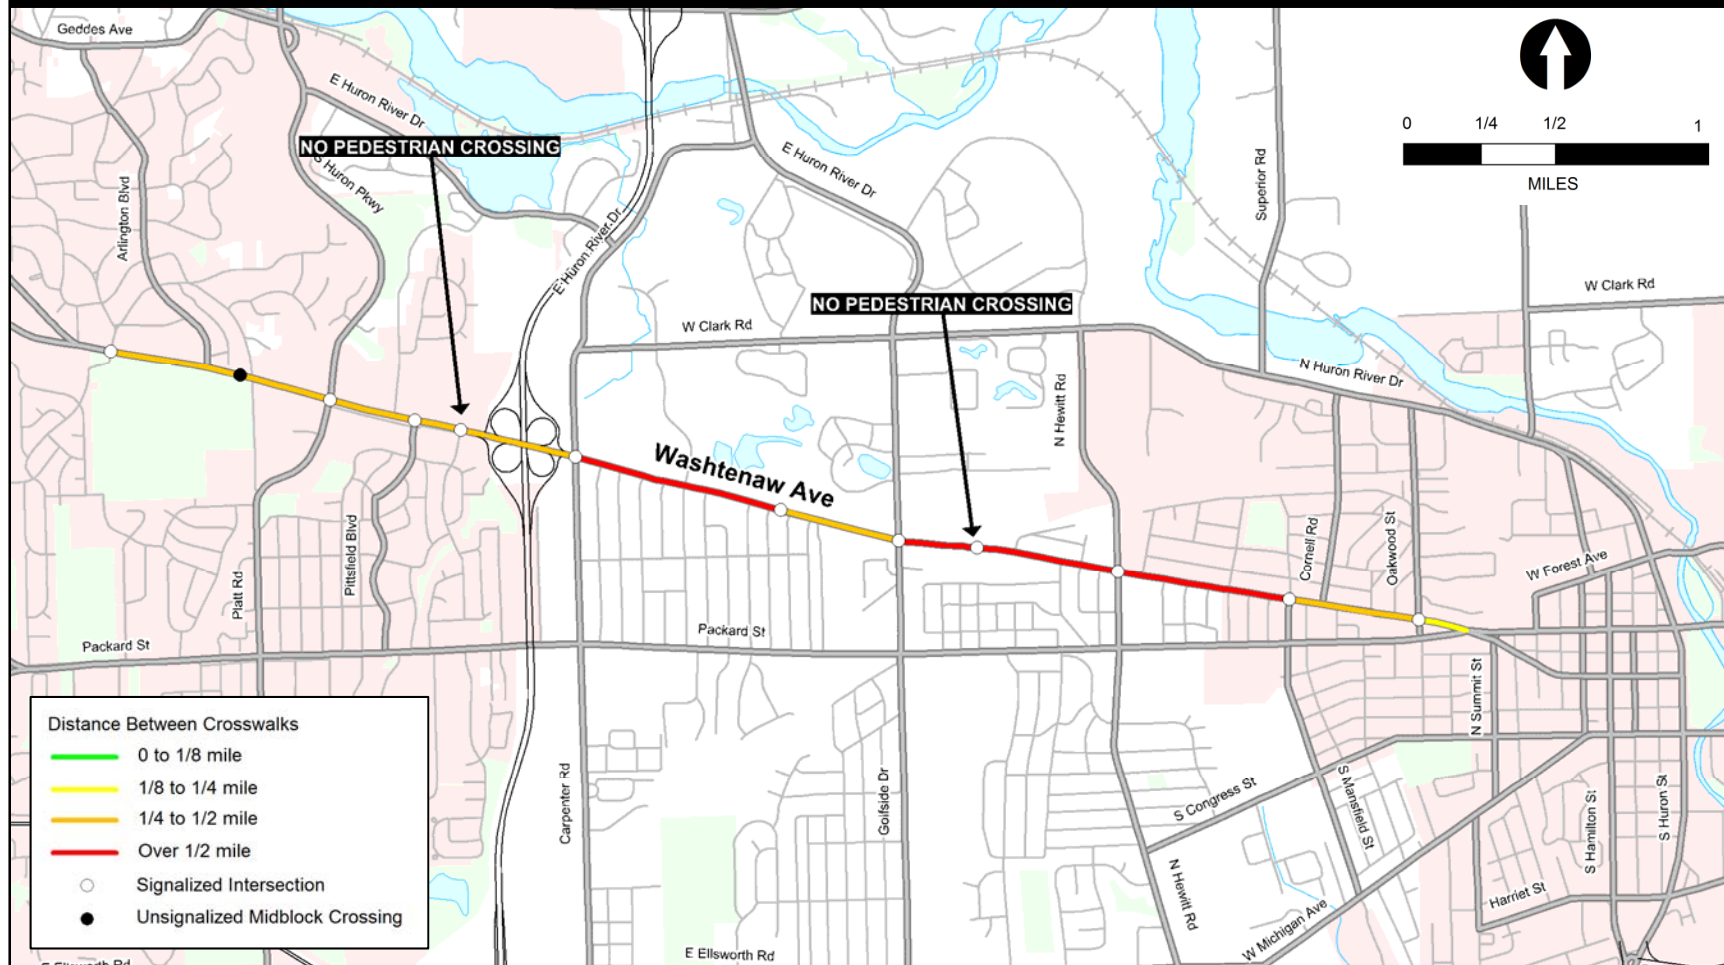 Geddes Ave
E Huron River Dr
NO PEDESTRIAN CROSSING
S Huron Pkwy
Arlington Blvd
E Huron River Dr
E Huron River Dr
Superior Rd
0 1/4 1/2 1
MILES
W Clark Rd
NO PEDESTRIAN CROSSING
W Clark Rd
N Huron River Dr
N Hewitt Rd
Washtenaw Ave
Cornell Rd
Oakwood St
W Forest Ave
Platt Rd
Pittsfield Blvd
Packard St
Packard St
N Summit St
Distance Between Crosswalks
0 to 1/8 mile
1/8 to 1/4 mile
1/4 to 1/2 mile
Over 1/2 mile
Signalized Intersection
Unsignalized Midblock Crossing
Carpenter Rd
Golfside Dr
S Congress St
S Mansfield St
S Hamilton St
S Huron St
N Hewitt Rd
Harriet St
W Michigan Ave
E Ellsworth Rd